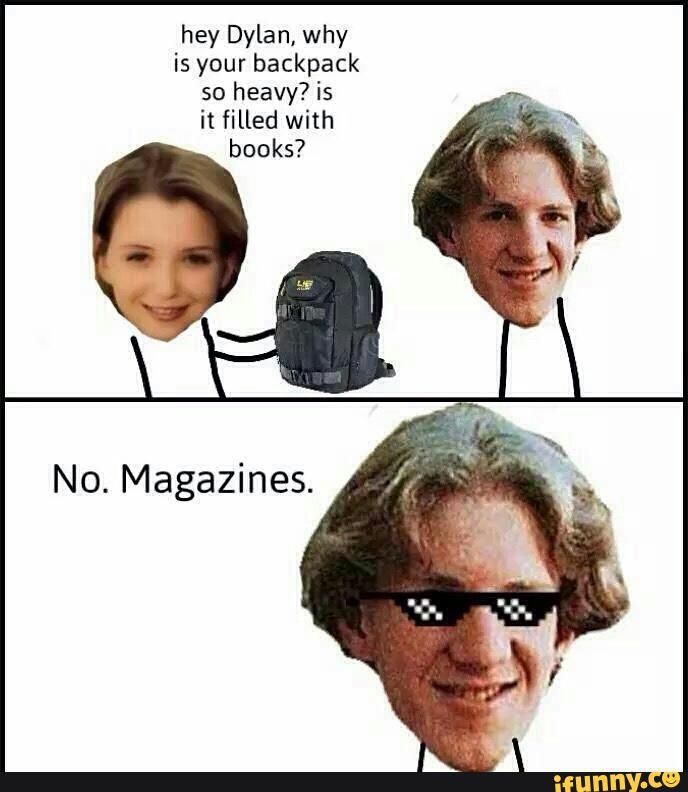 hey Dylan, why
is your backpack
so heavy? is
it filled with
books?
No. Magazines.
ifunny.co